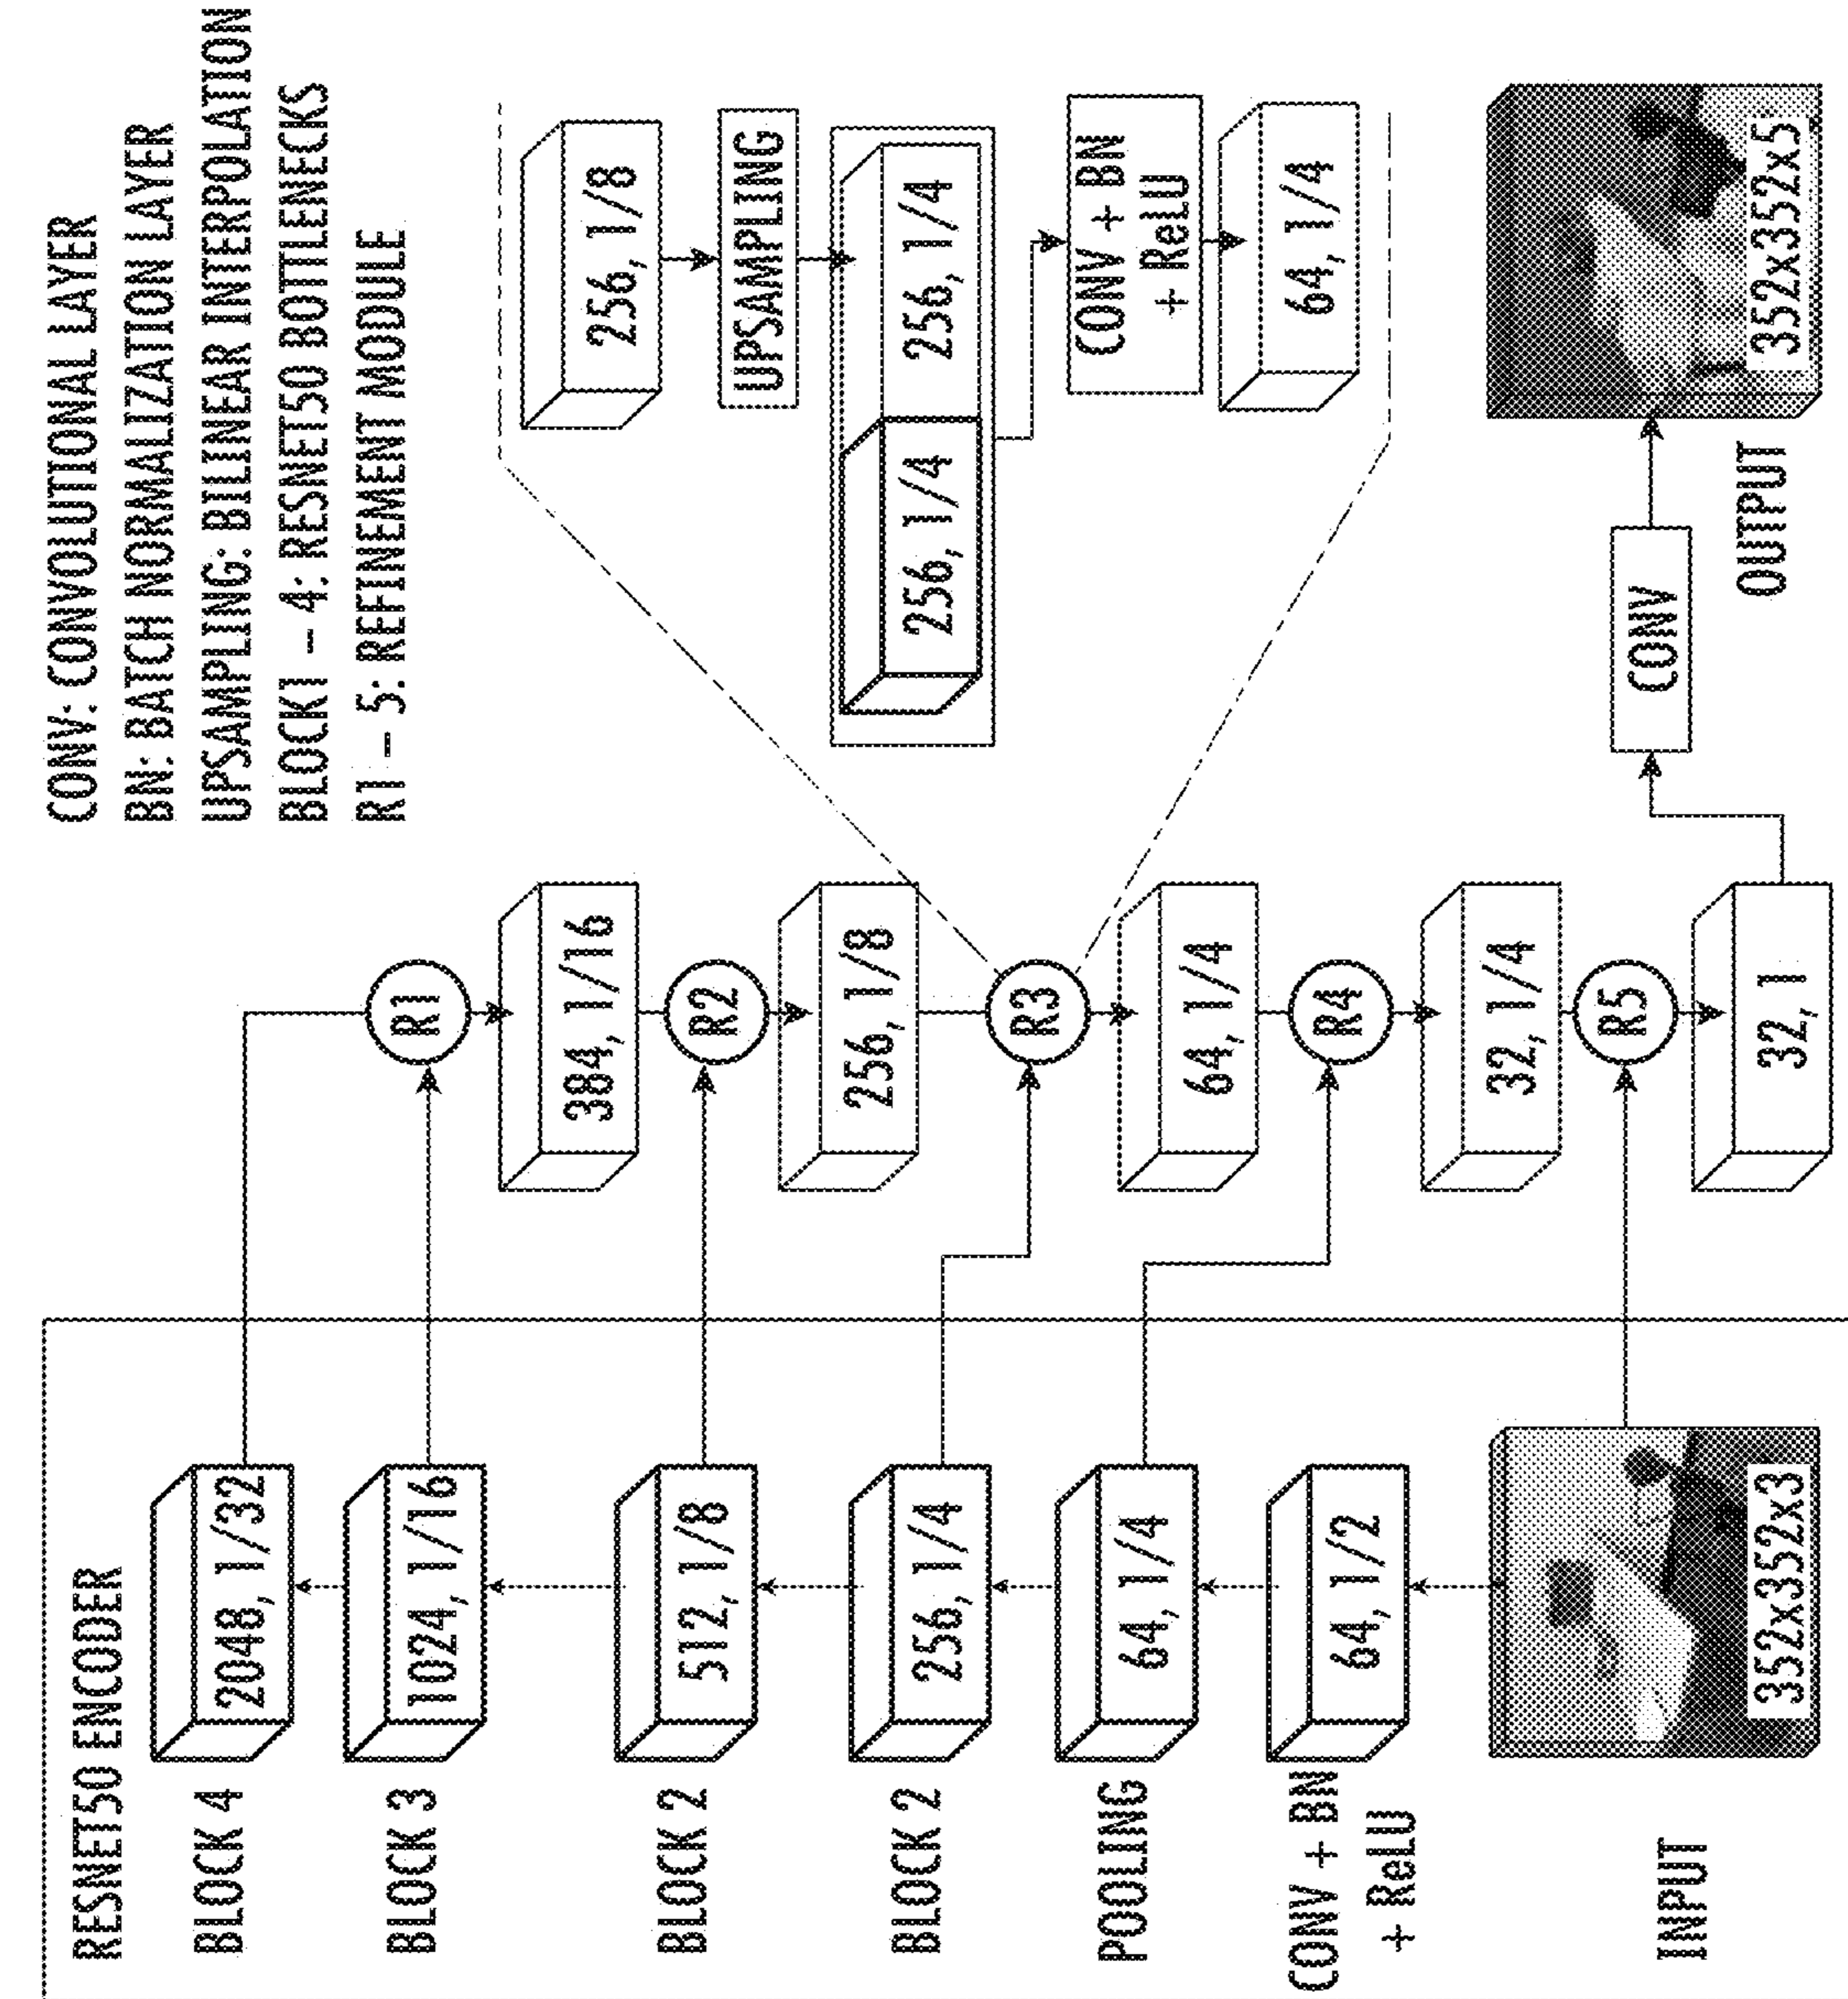 CONV: CONVOLUTIONAL LAYER
BN: BATCH NORMALIZATION LAYER
UPSAMPLING: BILINEAR INTERPOLATION
BLOCK1 – 4: RESNET50 BOTTLENECKS
R1 – 5: REFINEMENT MODULE
RESNET50 ENCODER
BLOCK 4
2048, 1/32
BLOCK 3
1024, 1/16
BLOCK 2
512, 1/8
BLOCK 2
256, 1/4
POOLING
64, 1/4
CONV + BN
+ ReLU
64, 1/2
INPUT
352x352x3
R1
384, 1/16
R2
256, 1/8
R3
64, 1/4
R4
32, 1/4
R5
32, 1
256, 1/8
UPSAMPLING
256, 1/4
256, 1/4
CONV + BN
+ ReLU
64, 1/4
CONV
OUTPUT
352x352x5